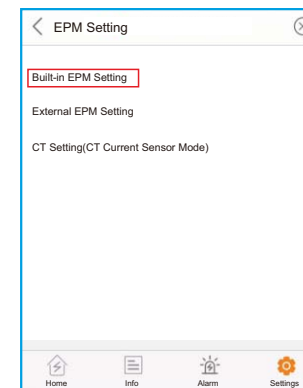 EPM Setting
Built-in EPM Setting
External EPM Setting
CT Setting(CT Current Sensor Mode)
Home Info Alarm Settings